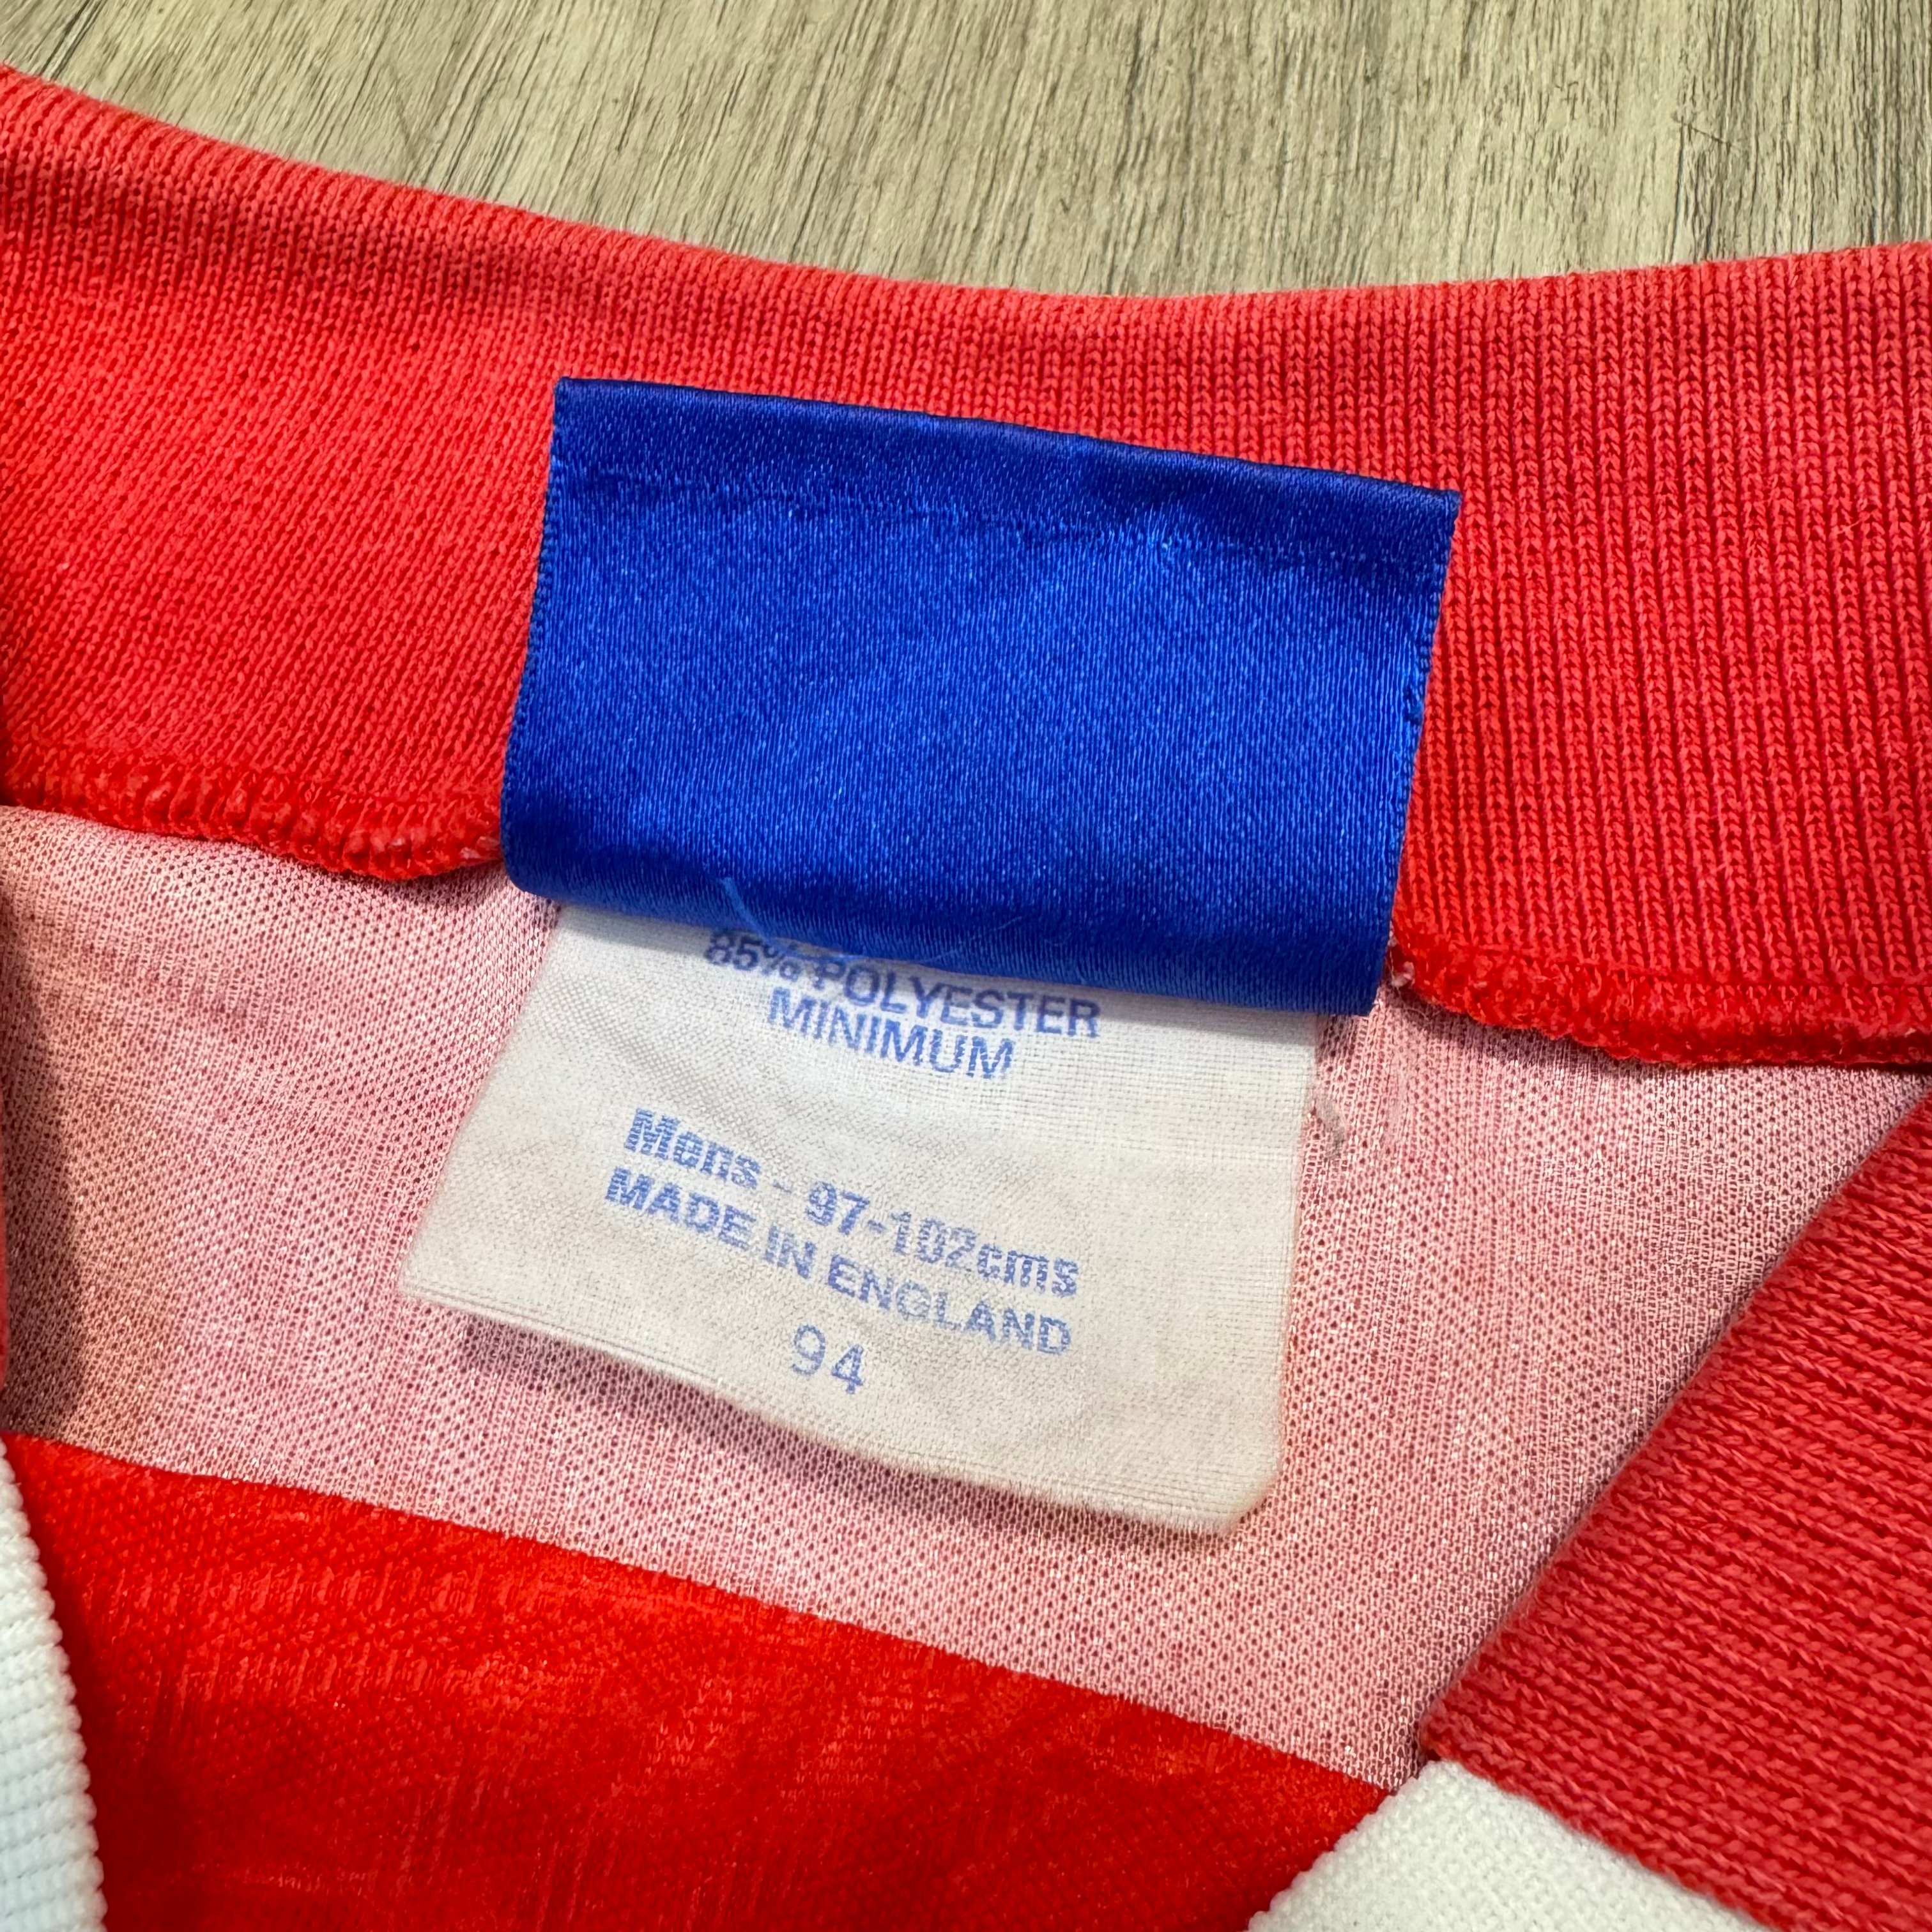 85% POLYESTER
MINIMUM
Mens - 97-102cms
MADE IN ENGLAND
94